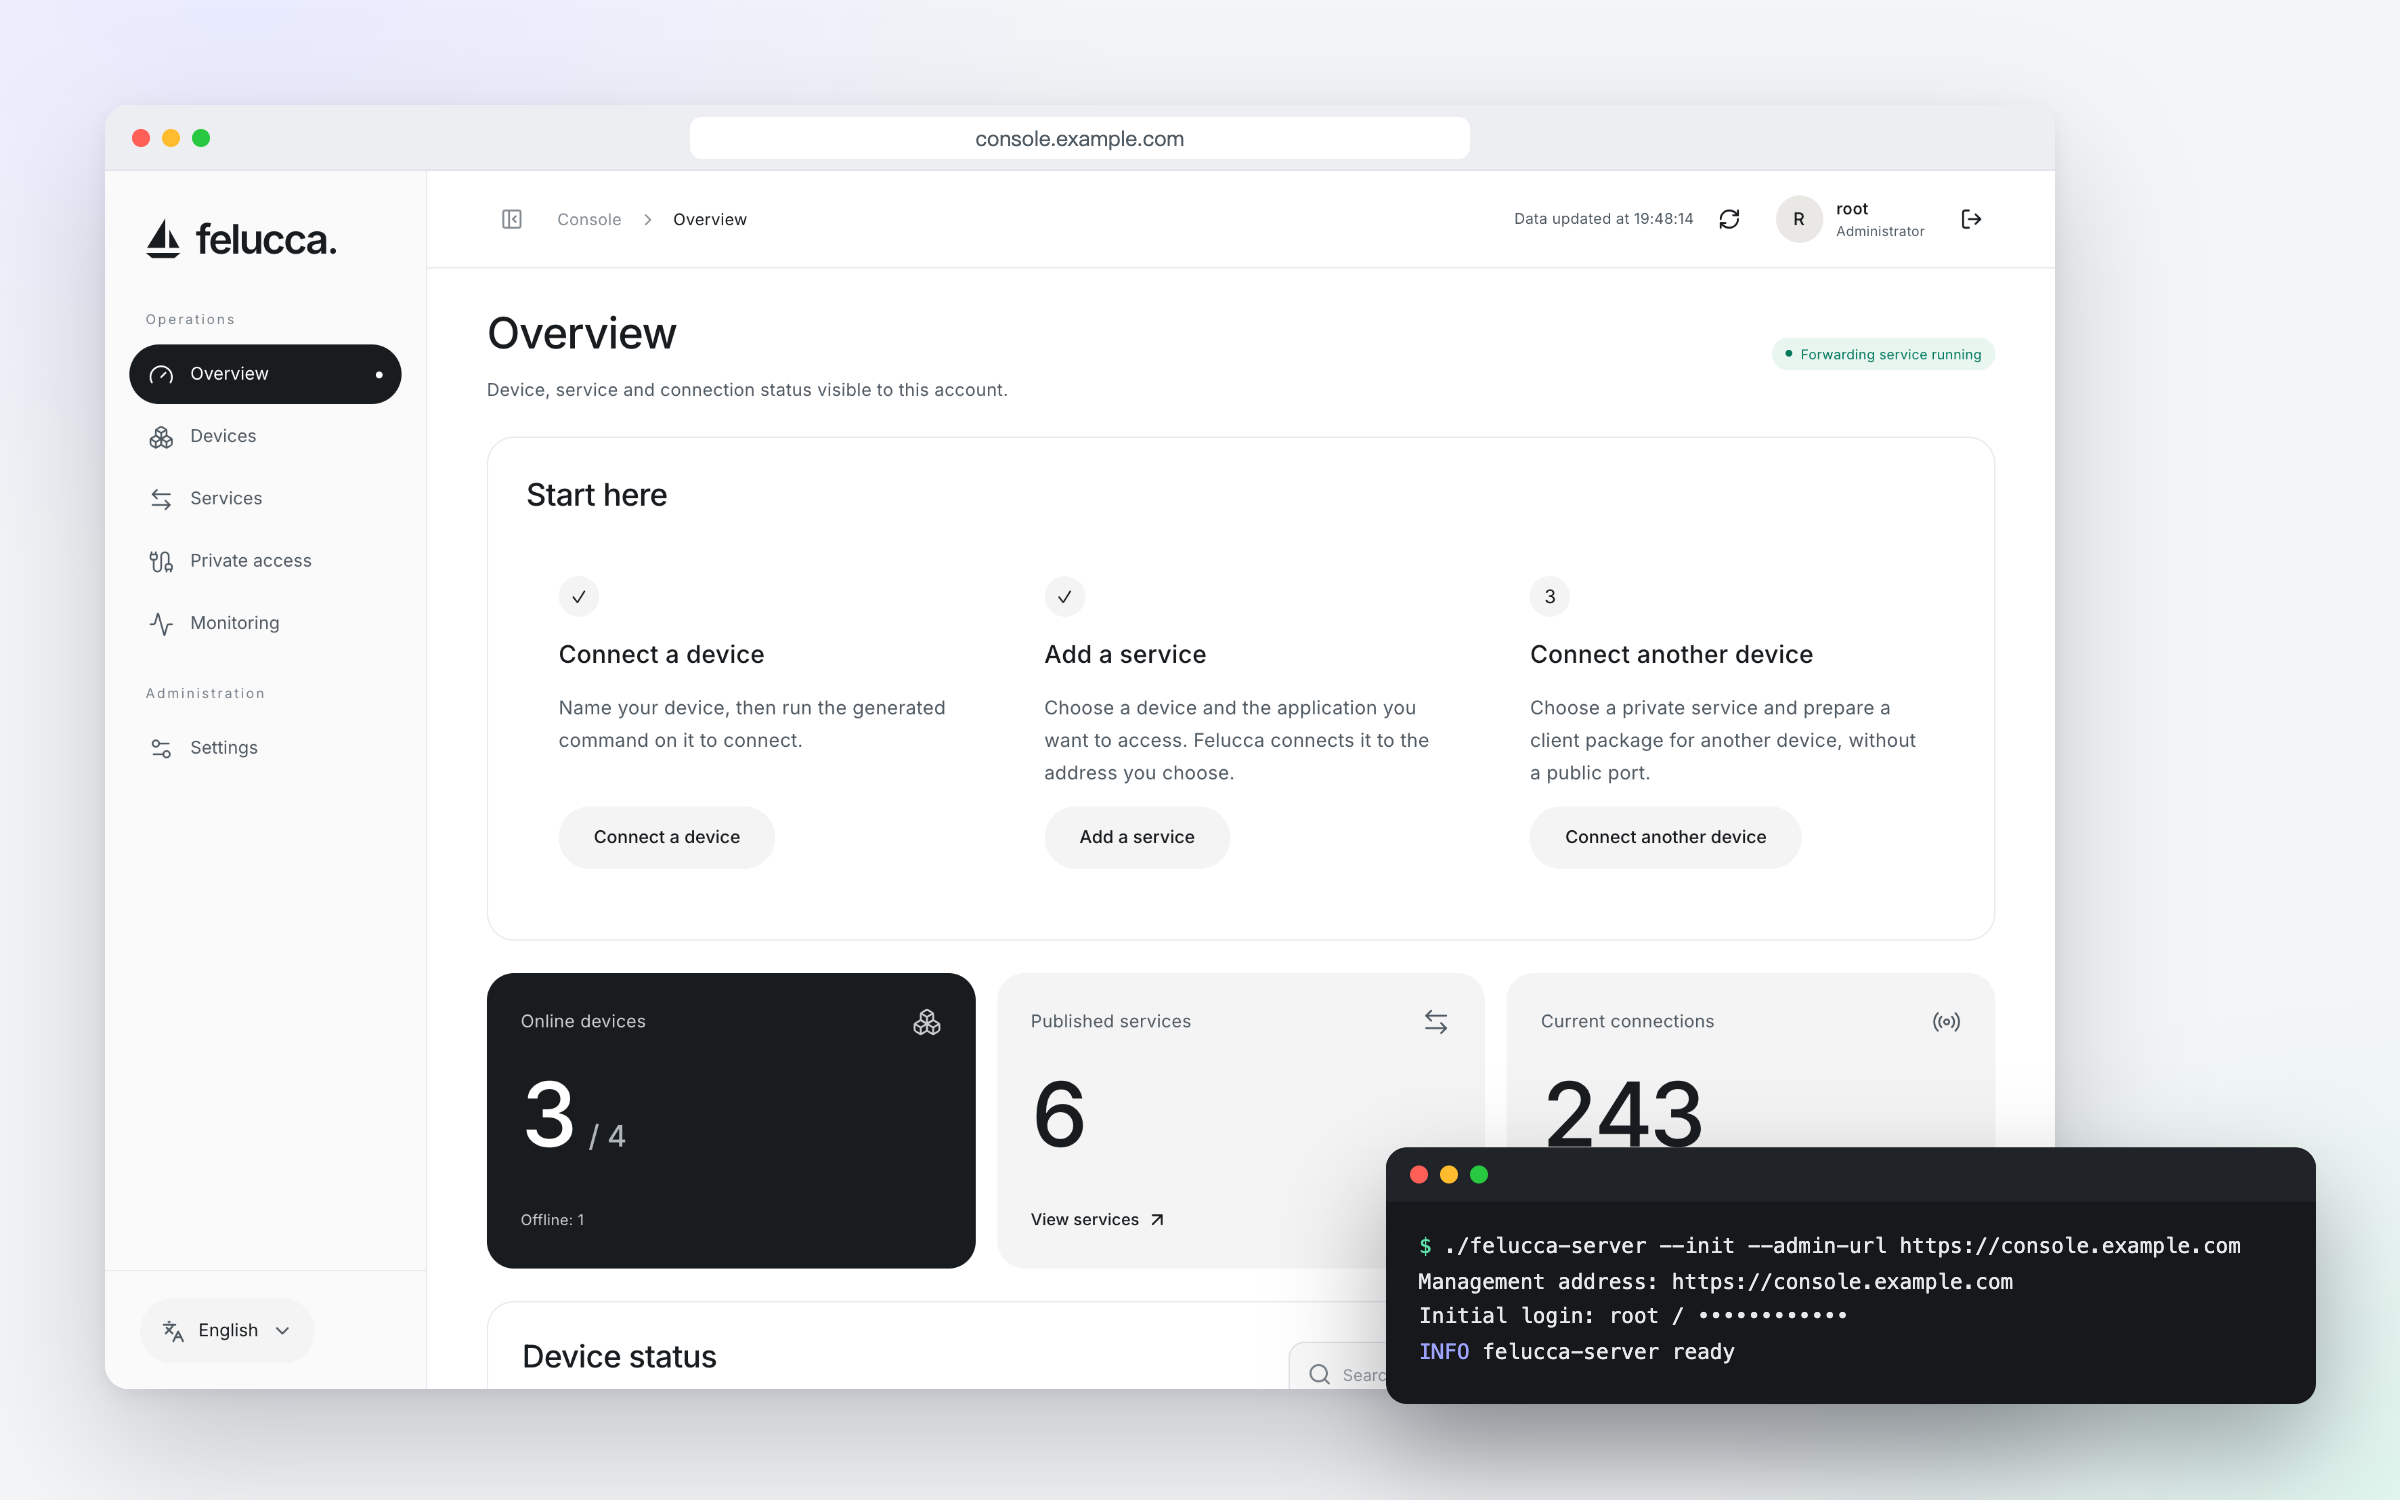 console.example.com
felucca.
Operations
Overview
Devices
Services
Private access
Monitoring
Administration
Settings
English
Console
Overview
Data updated at 19:48:14
R
root
Administrator
Overview
Device, service and connection status visible to this account.
Forwarding service running
Start here
Connect a device
Name your device, then run the generated
command on it to connect.
Connect a device
Add a service
Choose a device and the application you
want to access. Felucca connects it to the
address you choose.
Add a service
3
Connect another device
Choose a private service and prepare a
client package for another device, without
a public port.
Connect another device
Online devices
3 / 4
Offline: 1
Published services
6
View services
Current connections
243
Device status
$ ./felucca-server --init --admin-url https://console.example.com
Management address: https://console.example.com
Initial login: root / ••••••••••••
INFO felucca-server ready